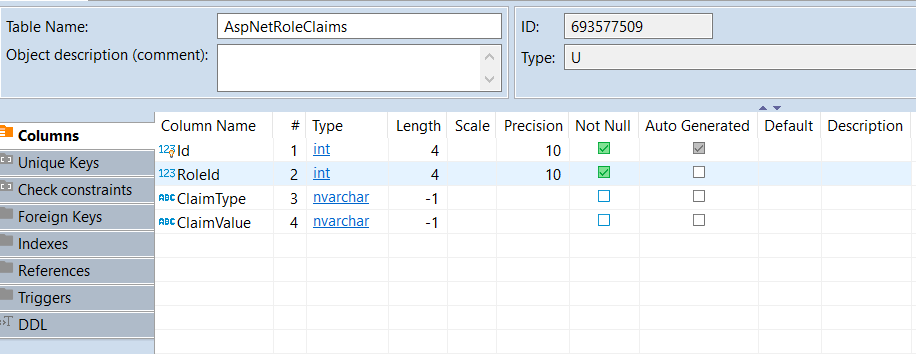 Table Name: AspNetRoleClaims
ID: 693577509
Object description (comment):
Type: U
Columns
Unique Keys
Check constraints
Foreign Keys
Indexes
References
Triggers
DDL
Column Name # Type Length Scale Precision Not Null Auto Generated Default Description
123 Id 1 int 4 10
123 RoleId 2 int 4 10
ABC ClaimType 3 nvarchar -1
ABC ClaimValue 4 nvarchar -1